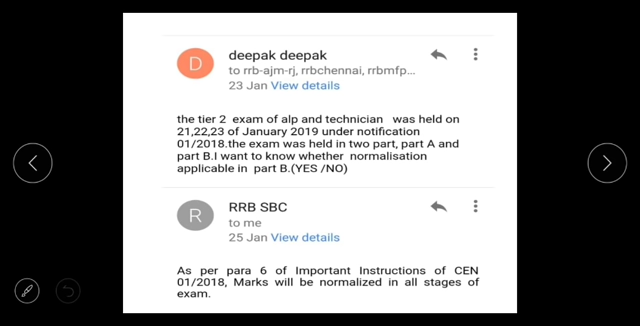 D
deepak deepak
to rrb-ajm-rj, rrbchennai, rrbmfp...
23 Jan View details
the tier 2 exam of alp and technician was held on
21,22,23 of January 2019 under notification
01/2018.the exam was held in two part, part A and
part B.I want to know whether normalisation
applicable in part B.(YES /NO)
R
RRB SBC
to me
25 Jan View details
As per para 6 of Important Instructions of CEN
01/2018, Marks will be normalized in all stages of
exam.